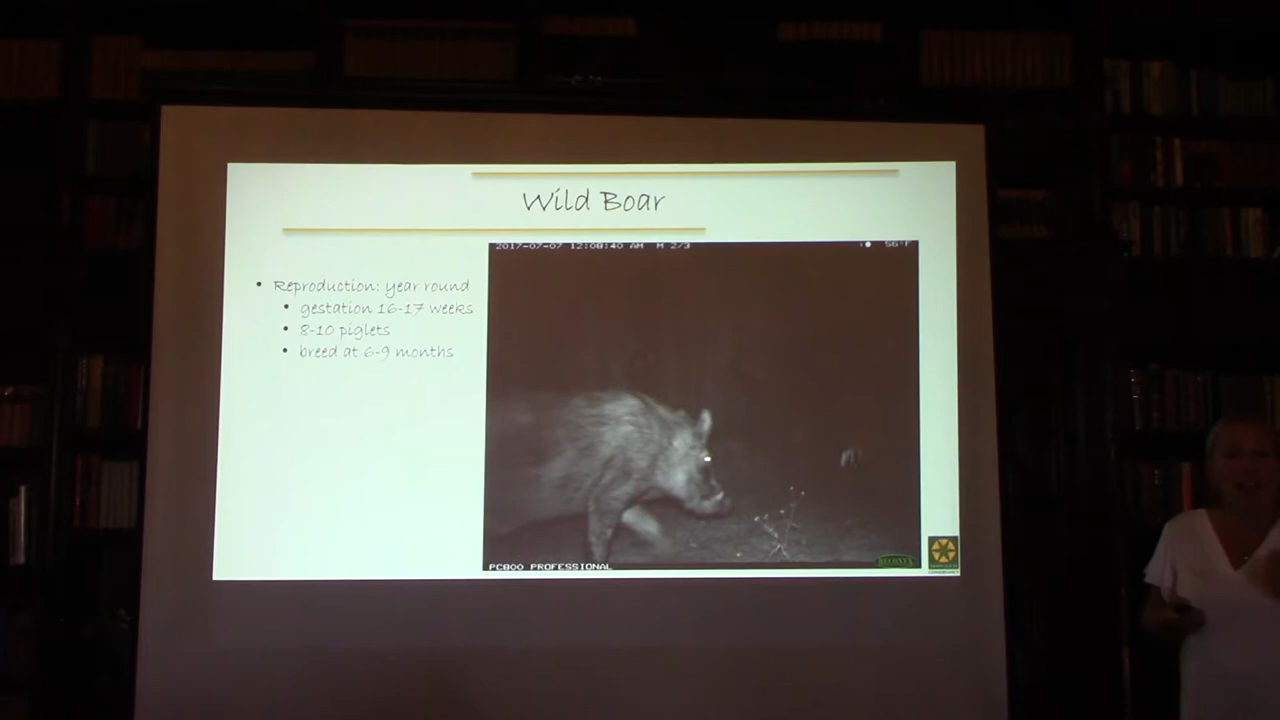 Wild Boar
2017-07-07 12:08:40 AM M 2/3
56°F
• Reproduction: year round
• gestation 16-17 weeks
• 8-10 piglets
• breed at 6-9 months
PC800 PROFESSIONAL
RECONYX